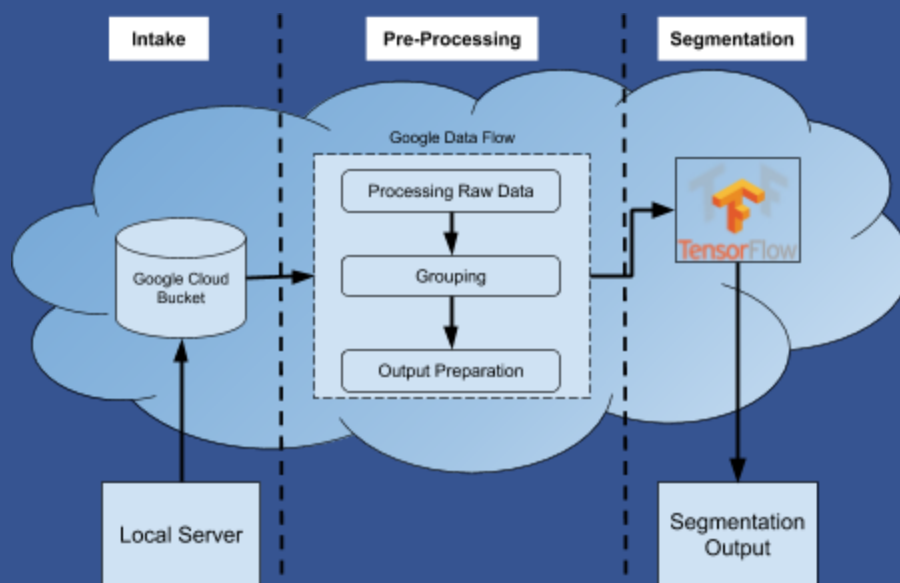 Intake
Pre-Processing
Segmentation
Google Data Flow
Processing Raw Data
Grouping
Output Preparation
Google Cloud
Bucket
TensorFlow
Local Server
Segmentation
Output